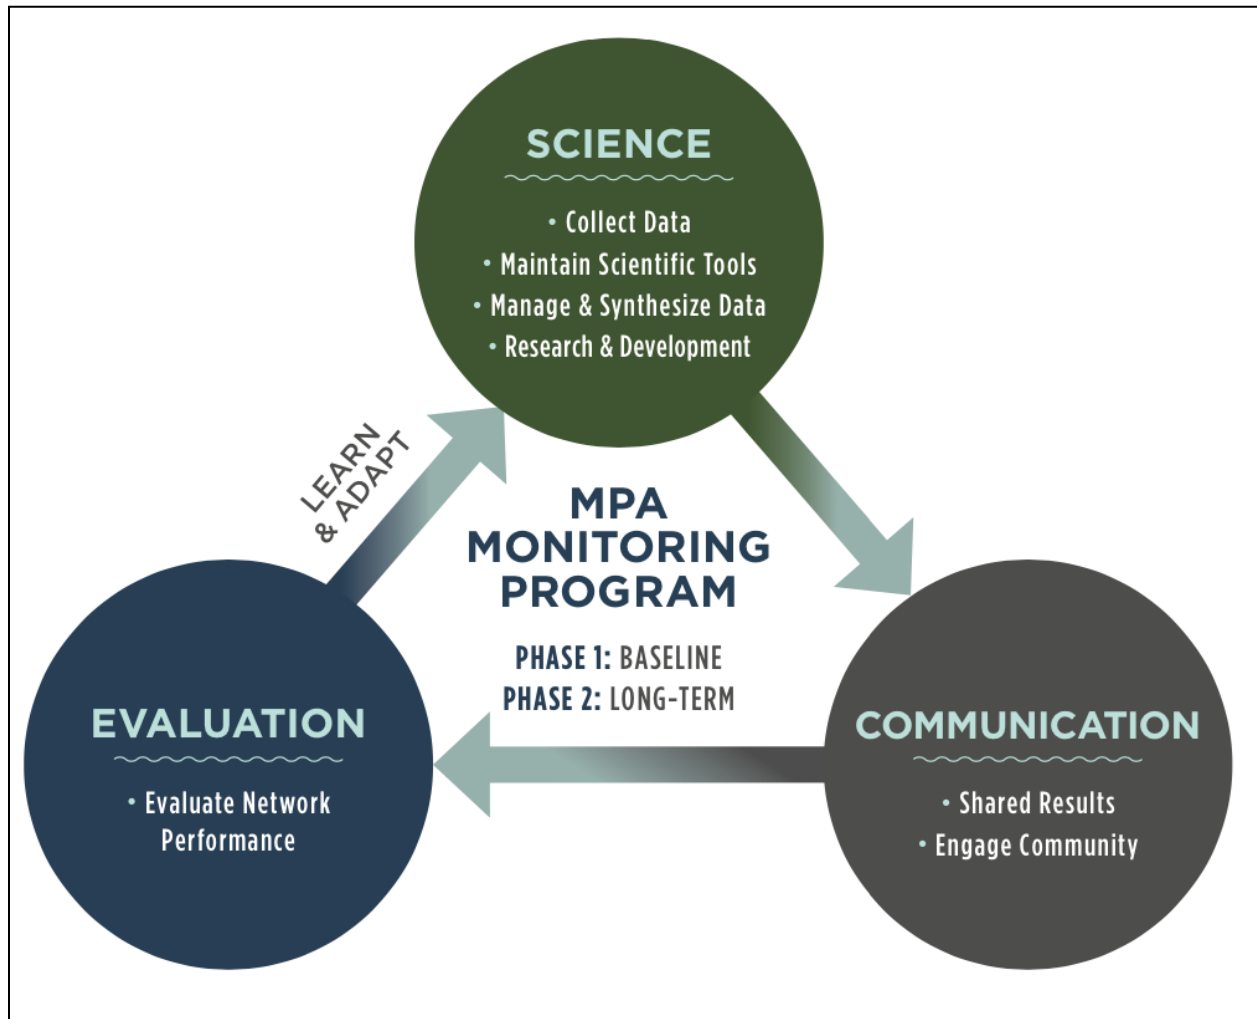 SCIENCE
• Collect Data
• Maintain Scientific Tools
• Manage & Synthesize Data
• Research & Development
LEARN
& ADAPT
MPA
MONITORING
PROGRAM
PHASE 1: BASELINE
PHASE 2: LONG-TERM
EVALUATION
• Evaluate Network
Performance
COMMUNICATION
• Shared Results
• Engage Community